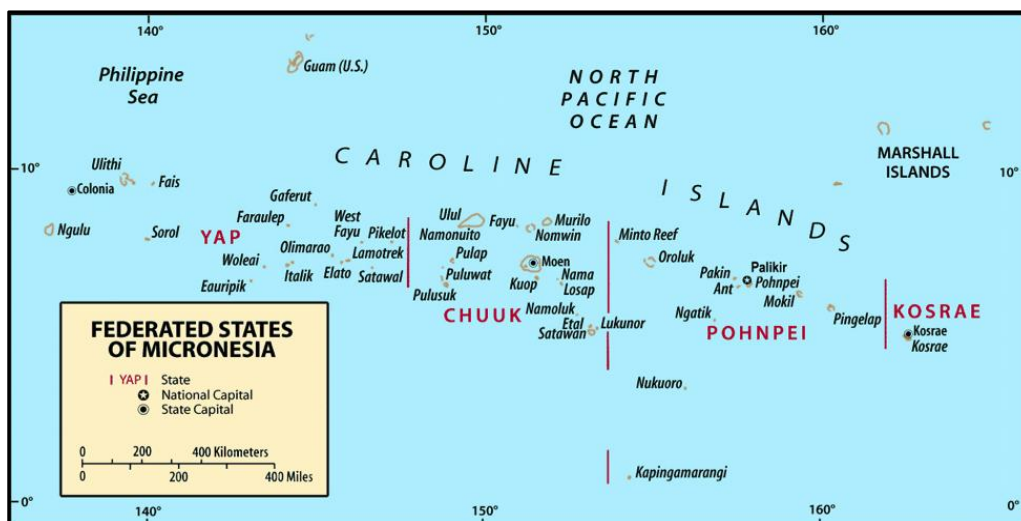 140°
150°
160°
Philippine
Sea
Guam (U.S.)
NORTH
PACIFIC
OCEAN
CAROLINE
ISLANDS
MARSHALL
ISLANDS
10°
10°
Ulithi
Colonia
Fais
Ngulu
Sorol
YAP
Gaferut
Faraulep
West
Fayu
Pikelot
Olimarao
Lamotrek
Woleai
Italik
Elato
Satawal
Eauripik
Ulul
Namonuito
Fayu
Murilo
Nomwin
Pulap
Moen
Puluwat
Pulusuk
Kuop
Nama
Losap
CHUUK
Namoluk
Etal
Lukunor
Satawan
Minto Reef
Oroluk
Palikir
Pakin
Pohnpei
Ant
Mokil
Ngatik
POHNPEI
Pingelap
KOSRAE
Kosrae
Kosrae
Nukuoro
Kapingamarangi
FEDERATED STATES
OF MICRONESIA
YAP State
National Capital
State Capital
0 200 400 Kilometers
0 200 400 Miles
0°
0°
140°
150°
160°